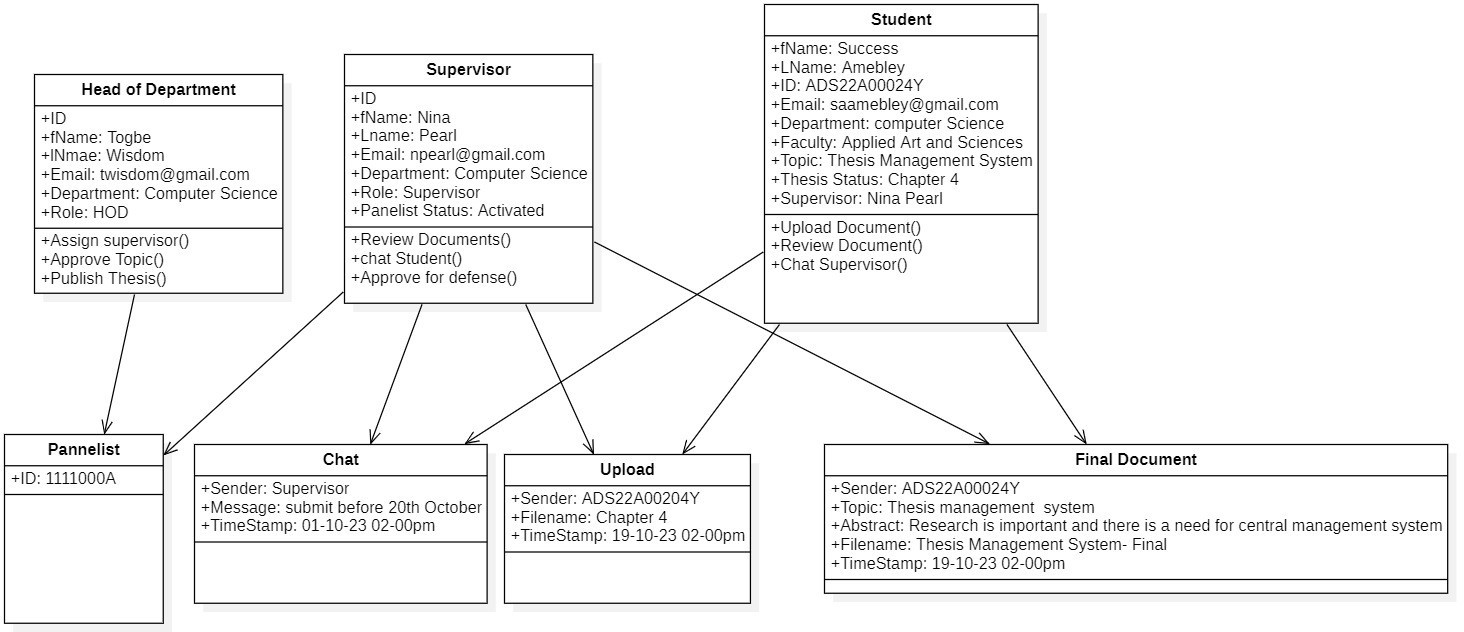 Head of Department
+ID
+fName: Togbe
+lNmae: Wisdom
+Email: twisdom@gmail.com
+Department: Computer Science
+Role: HOD
+Assign supervisor()
+Approve Topic()
+Publish Thesis()
Supervisor
+ID
+fName: Nina
+Lname: Pearl
+Email: npearl@gmail.com
+Department: Computer Science
+Role: Supervisor
+Panelist Status: Activated
+Review Documents()
+chat Student()
+Approve for defense()
Student
+fName: Success
+LName: Amebley
+ID: ADS22A00024Y
+Email: saamebley@gmail.com
+Department: computer Science
+Faculty: Applied Art and Sciences
+Topic: Thesis Management System
+Thesis Status: Chapter 4
+Supervisor: Nina Pearl
+Upload Document()
+Review Document()
+Chat Supervisor()
Pannelist
+ID: 1111000A
Chat
+Sender: Supervisor
+Message: submit before 20th October
+TimeStamp: 01-10-23 02-00pm
Upload
+Sender: ADS22A00204Y
+Filename: Chapter 4
+TimeStamp: 19-10-23 02-00pm
Final Document
+Sender: ADS22A00024Y
+Topic: Thesis management  system
+Abstract: Research is important and there is a need for central management system
+Filename: Thesis Management System- Final
+TimeStamp: 19-10-23 02-00pm